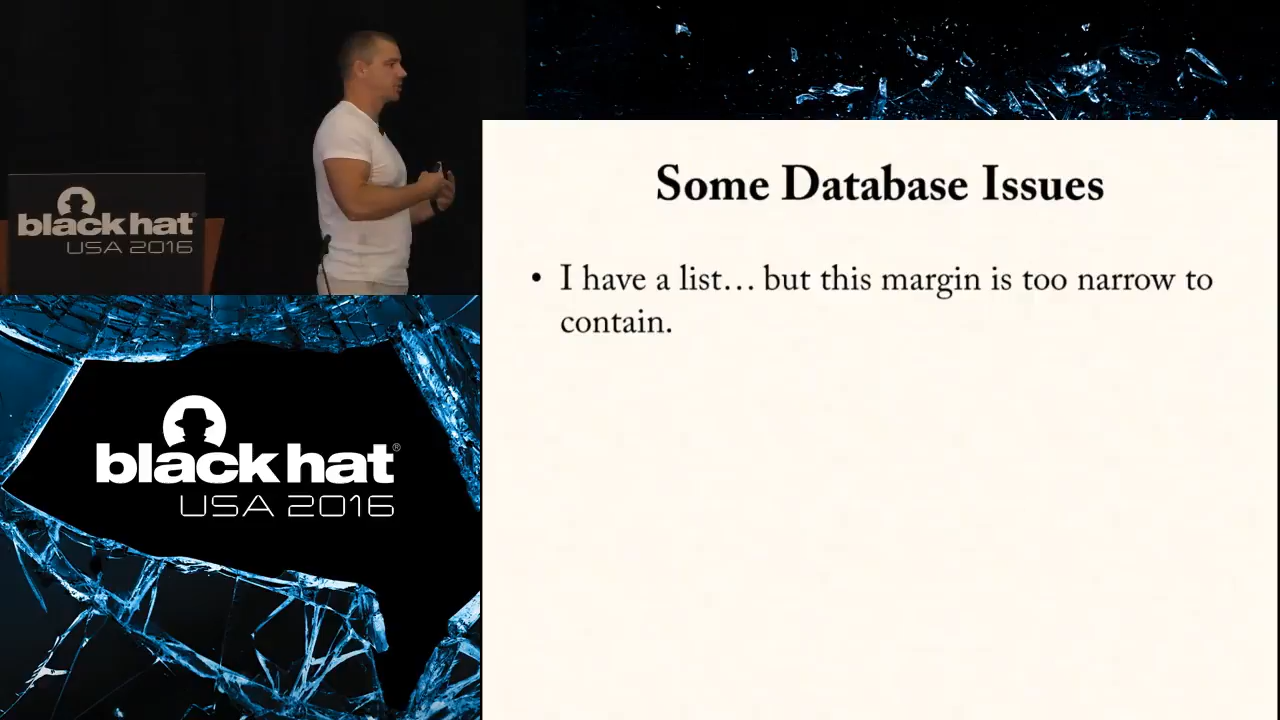 black hat
USA 2016
Some Database Issues
• I have a list… but this margin is too narrow to
contain.
black hat®
USA 2016